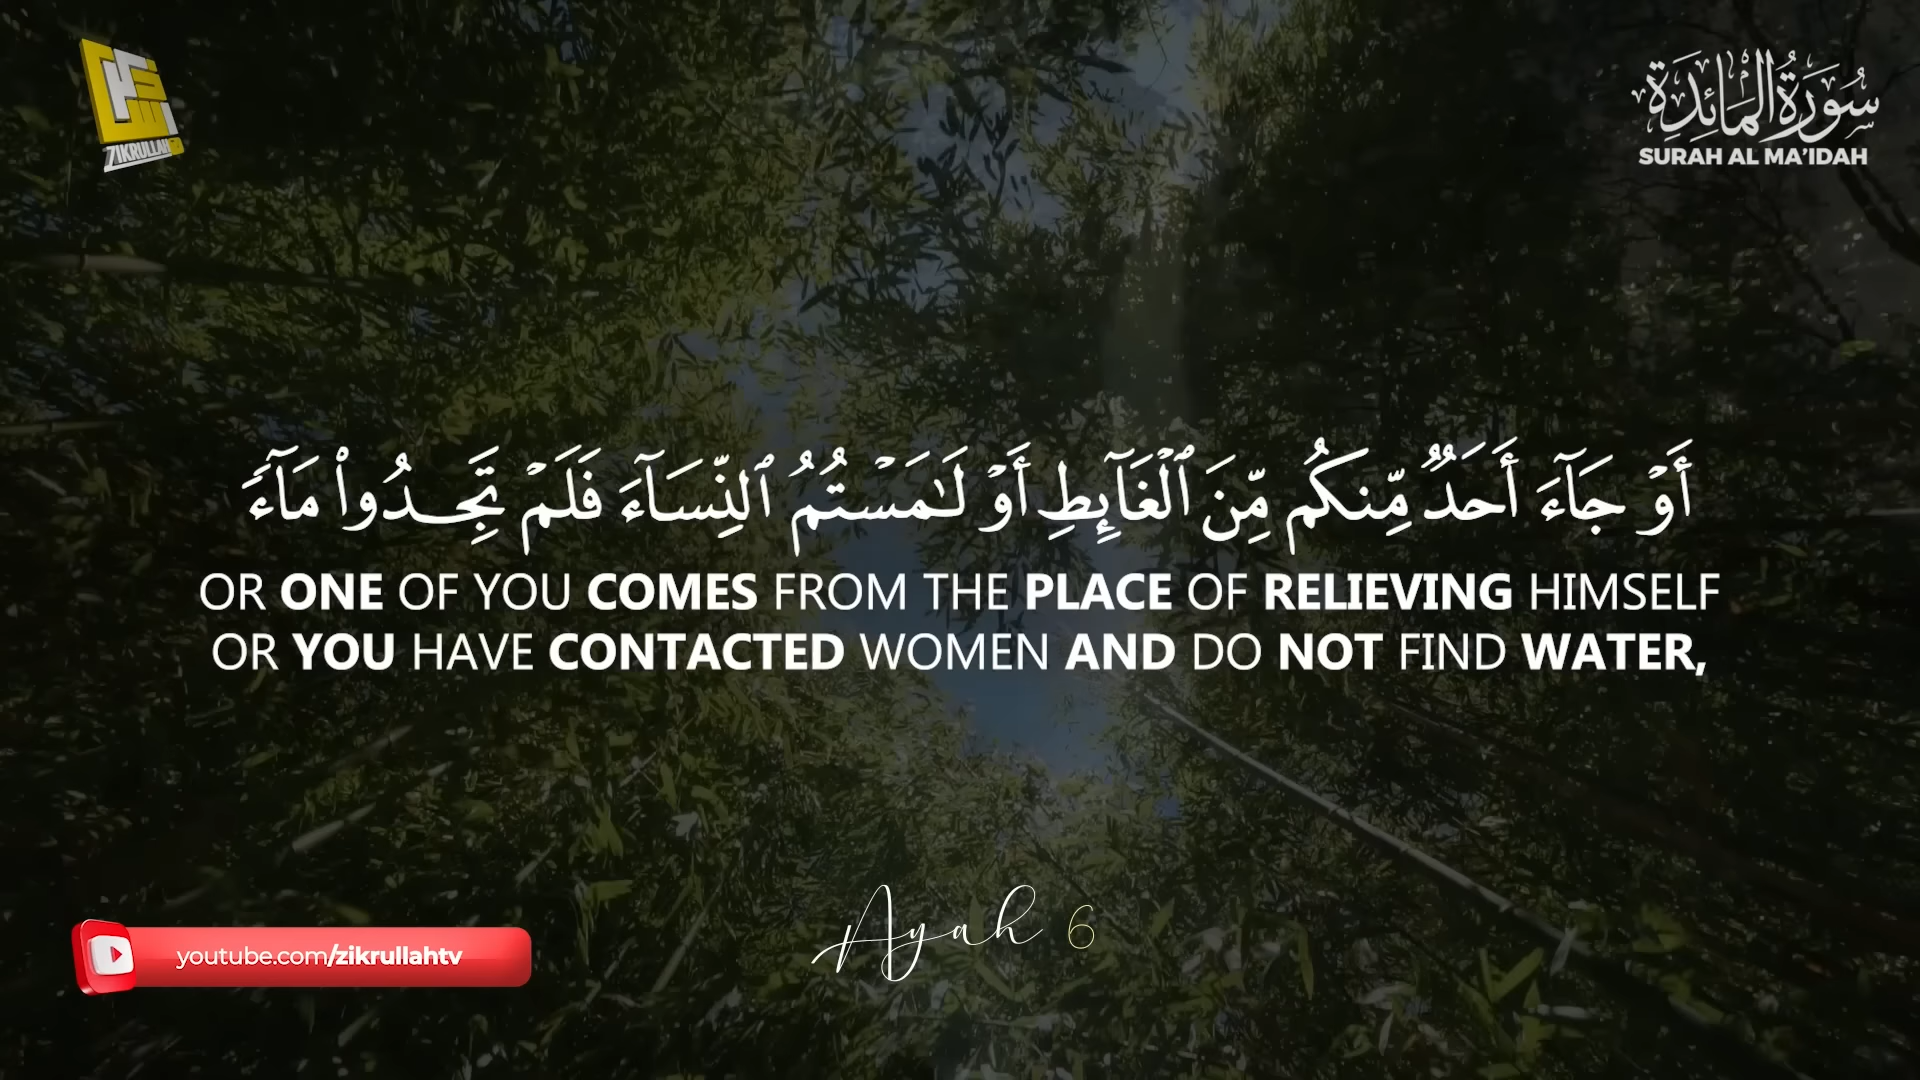 ZIKRULLAH
سُورَةُ الْمَائِدَة
SURAH AL MA'IDAH
أَوْ جَآءَ أَحَدٌ مِّنكُم مِّنَ ٱلْغَآئِطِ أَوْ لَـٰمَسْتُمُ ٱلنِّسَآءَ فَلَمْ تَجِدُوا۟ مَآءً
OR ONE OF YOU COMES FROM THE PLACE OF RELIEVING HIMSELF
OR YOU HAVE CONTACTED WOMEN AND DO NOT FIND WATER,
Ayah 6
youtube.com/zikrullahtv